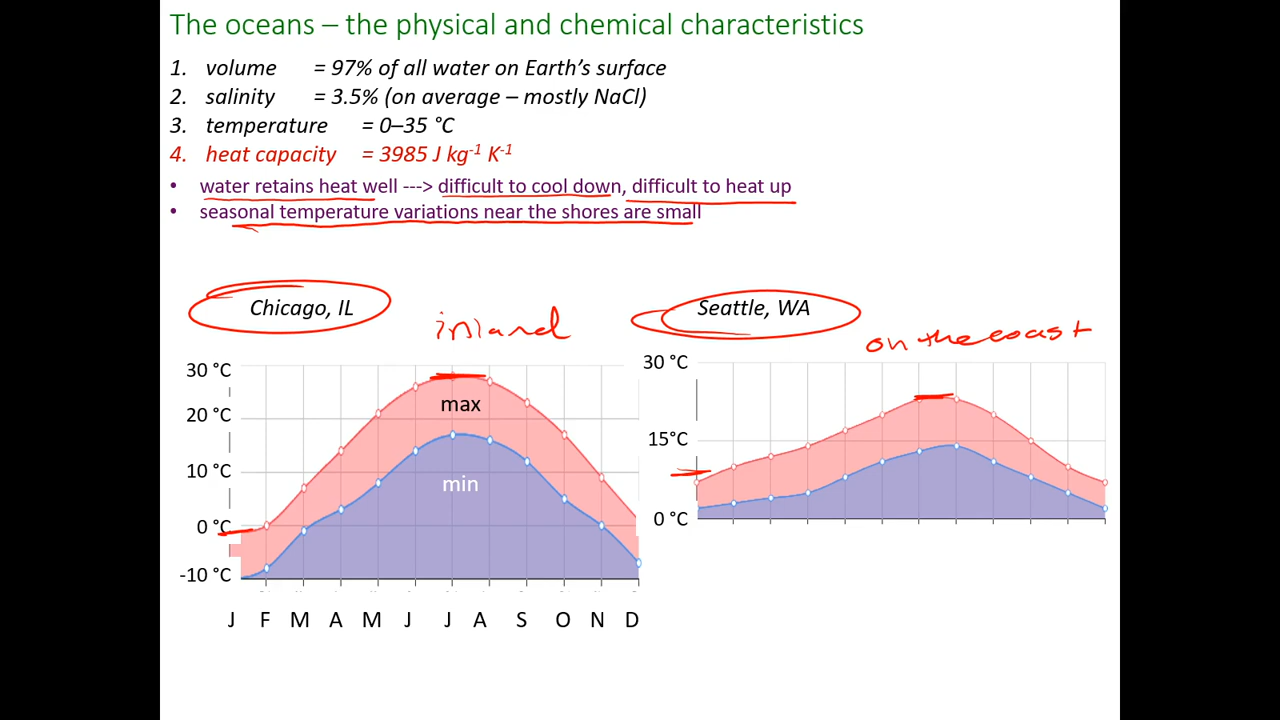 The oceans – the physical and chemical characteristics
1. volume = 97% of all water on Earth's surface
2. salinity = 3.5% (on average – mostly NaCl)
3. temperature = 0–35 °C
4. heat capacity = 3985 J kg⁻¹ K⁻¹
• water retains heat well ---> difficult to cool down, difficult to heat up
• seasonal temperature variations near the shores are small
Chicago, IL
inland
30 °C
20 °C
10 °C
0 °C
-10 °C
max
min
J F M A M J J A S O N D
Seattle, WA
on the coast
30 °C
15°C
0 °C